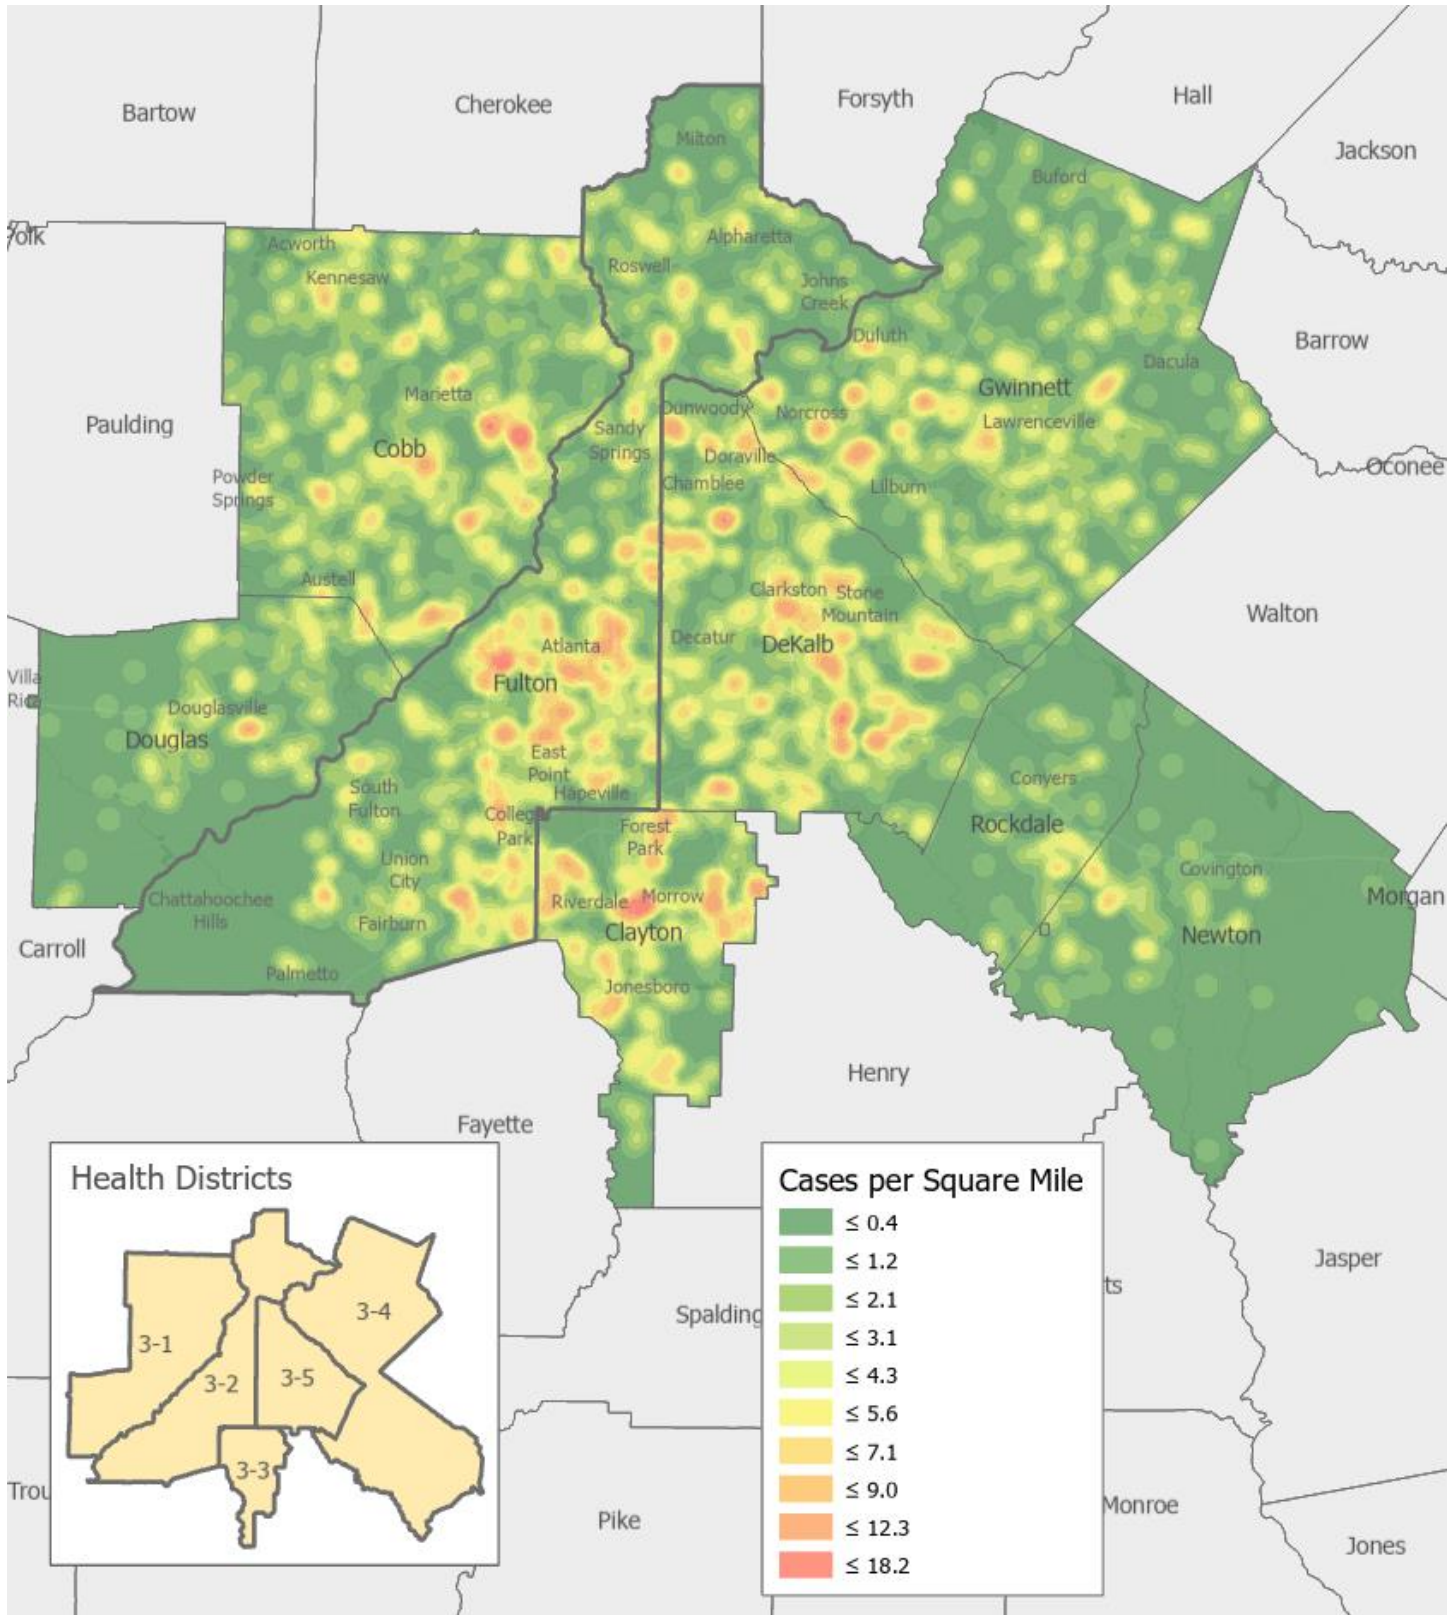 Bartow
Cherokee
Forsyth
Hall
Jackson
Milton
Buford
Acworth
Kennesaw
Roswell
Alpharetta
Johns
Creek
Duluth
Dacula
Barrow
Paulding
Marietta
Cobb
Gwinnett
Lawrenceville
Dunwoody
Norcross
Sandy
Springs
Doraville
Chamblee
Lilburn
Oconee
Powder
Springs
Austell
Clarkston
Stone
Mountain
Walton
Atlanta
Decatur
DeKalb
Fulton
Villa
Douglasville
Douglas
East
Point
Hapeville
South
Fulton
Colleg
Park
Forest
Park
Conyers
Rockdale
Union
City
Covington
Chattahoochee
Hills
Riverdale
Morrow
Fairburn
Clayton
Newton
Morgan
Carroll
Palmetto
Jonesboro
Henry
Fayette
Health Districts
3-1
3-2
3-3
3-4
3-5
Cases per Square Mile
≤ 0.4
≤ 1.2
≤ 2.1
≤ 3.1
≤ 4.3
≤ 5.6
≤ 7.1
≤ 9.0
≤ 12.3
≤ 18.2
Spalding
ts
Jasper
Trou
Pike
Monroe
Jones